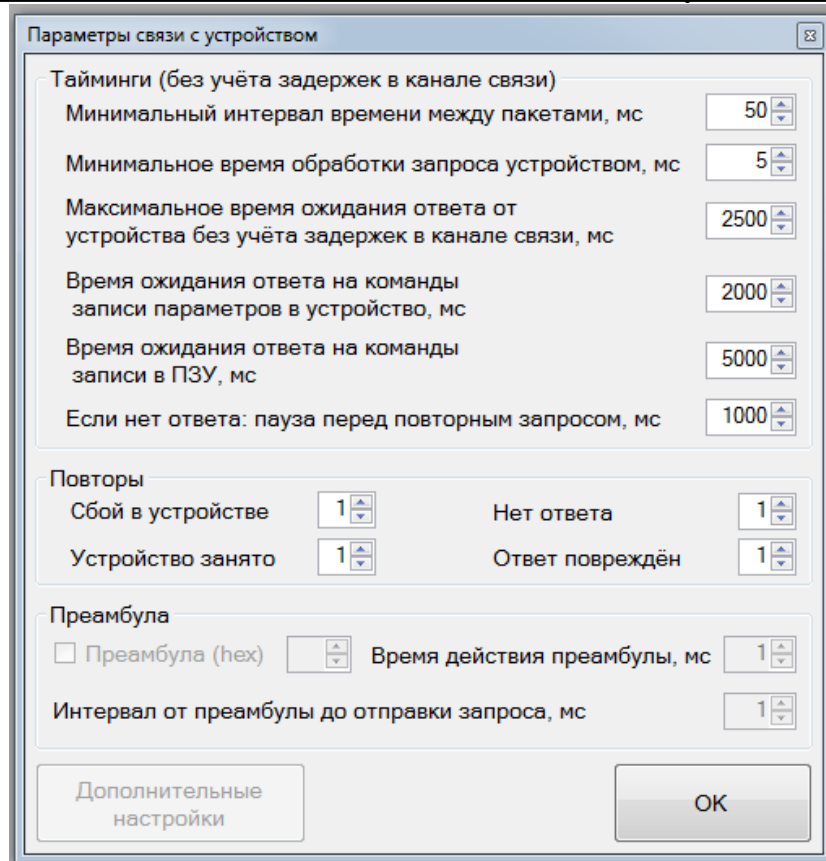 Параметры связи с устройством
Тайминги (без учёта задержек в канале связи)
Минимальный интервал времени между пакетами, мс 50
Минимальное время обработки запроса устройством, мс 5
Максимальное время ожидания ответа от
устройства без учёта задержек в канале связи, мс 2500
Время ожидания ответа на команды
записи параметров в устройство, мс 2000
Время ожидания ответа на команды
записи в ПЗУ, мс 5000
Если нет ответа: пауза перед повторным запросом, мс 1000
Повторы
Сбой в устройстве 1 Нет ответа 1
Устройство занято 1 Ответ повреждён 1
Преамбула
Преамбула (hex) Время действия преамбулы, мс 1
Интервал от преамбулы до отправки запроса, мс 1
Дополнительные
настройки
OK